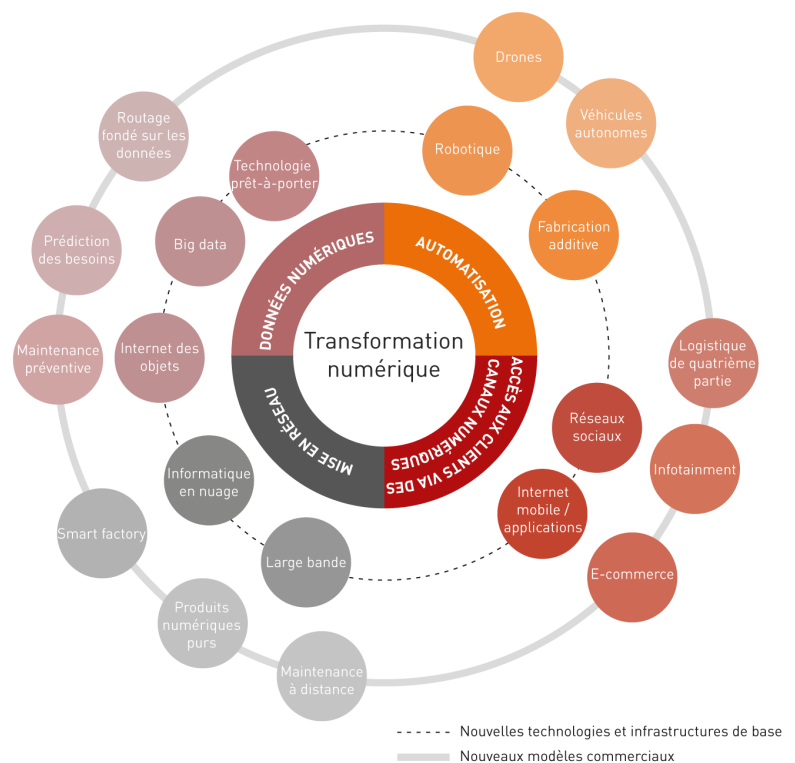 Drones
Véhicules
autonomes
Routage
fondé sur les
données
Robotique
Technologie
prêt-à-porter
Fabrication
additive
Prédiction
des besoins
Big data
DONNÉES NUMÉRIQUES
AUTOMATISATION
Transformation
numérique
Maintenance
préventive
Internet des
objets
Logistique
de quatrième
partie
ACCÈS AUX CLIENTS VIA DES
CANAUX NUMÉRIQUES
MISE EN RÉSEAU
Réseaux
sociaux
Infotainment
Informatique
en nuage
Internet
mobile /
applications
Smart factory
Large bande
E-commerce
Produits
numériques
purs
Maintenance
à distance
Nouvelles technologies et infrastructures de base
Nouveaux modèles commerciaux